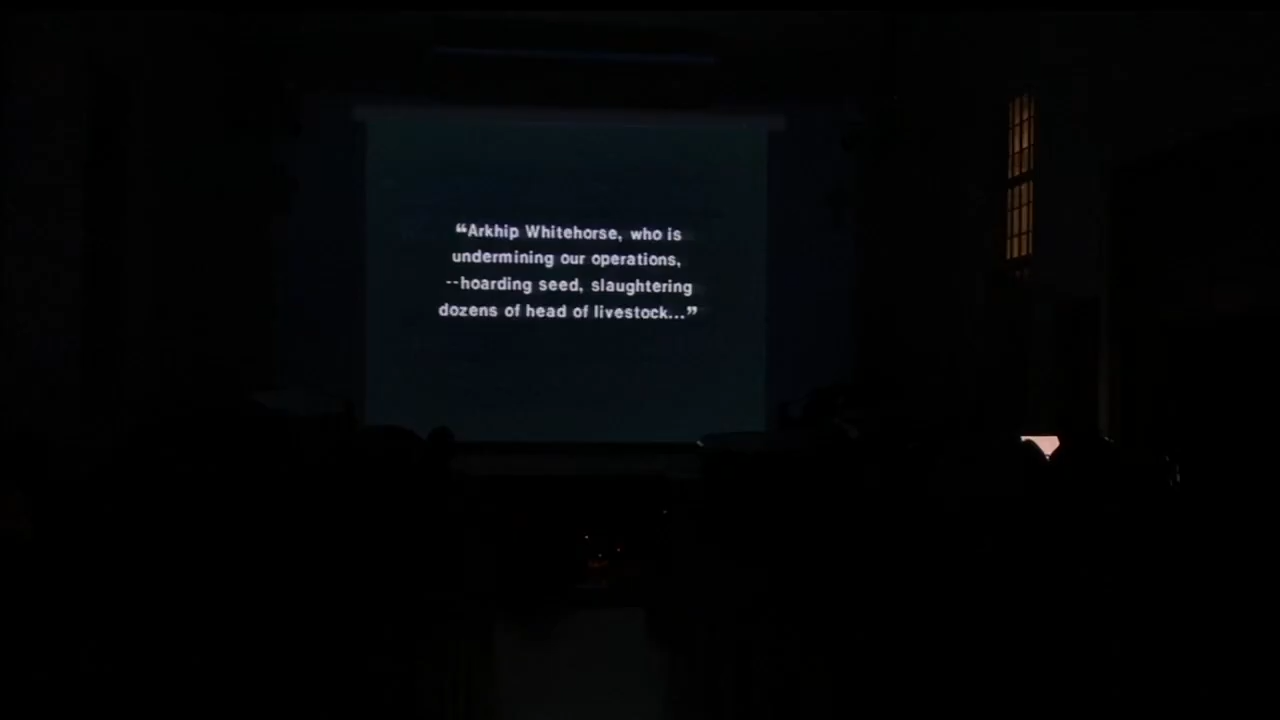 “Arkhip Whitehorse, who is
undermining our operations,
--hoarding seed, slaughtering
dozens of head of livestock...”